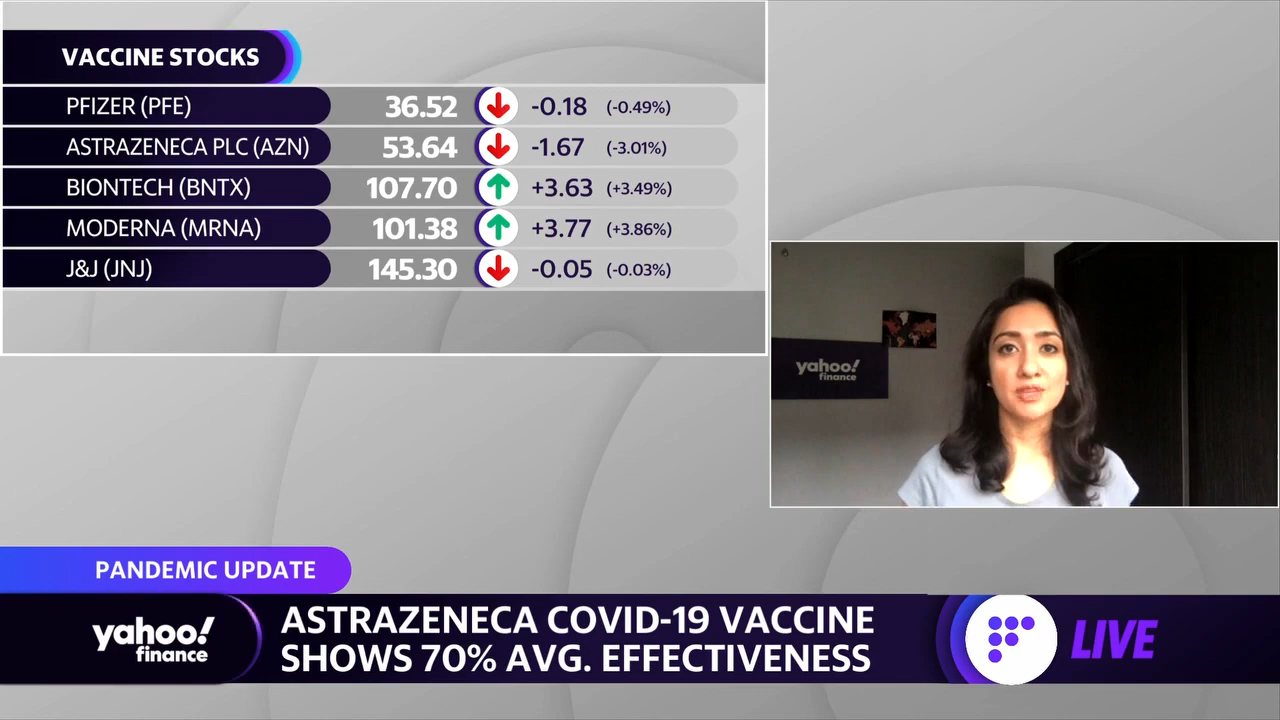 VACCINE STOCKS
PFIZER (PFE) 36.52 -0.18 (-0.49%)
ASTRAZENECA PLC (AZN) 53.64 -1.67 (-3.01%)
BIONTECH (BNTX) 107.70 +3.63 (+3.49%)
MODERNA (MRNA) 101.38 +3.77 (+3.86%)
J&J (JNJ) 145.30 -0.05 (-0.03%)
yahoo!
finance
PANDEMIC UPDATE
yahoo!
finance
ASTRAZENECA COVID-19 VACCINE
SHOWS 70% AVG. EFFECTIVENESS
LIVE